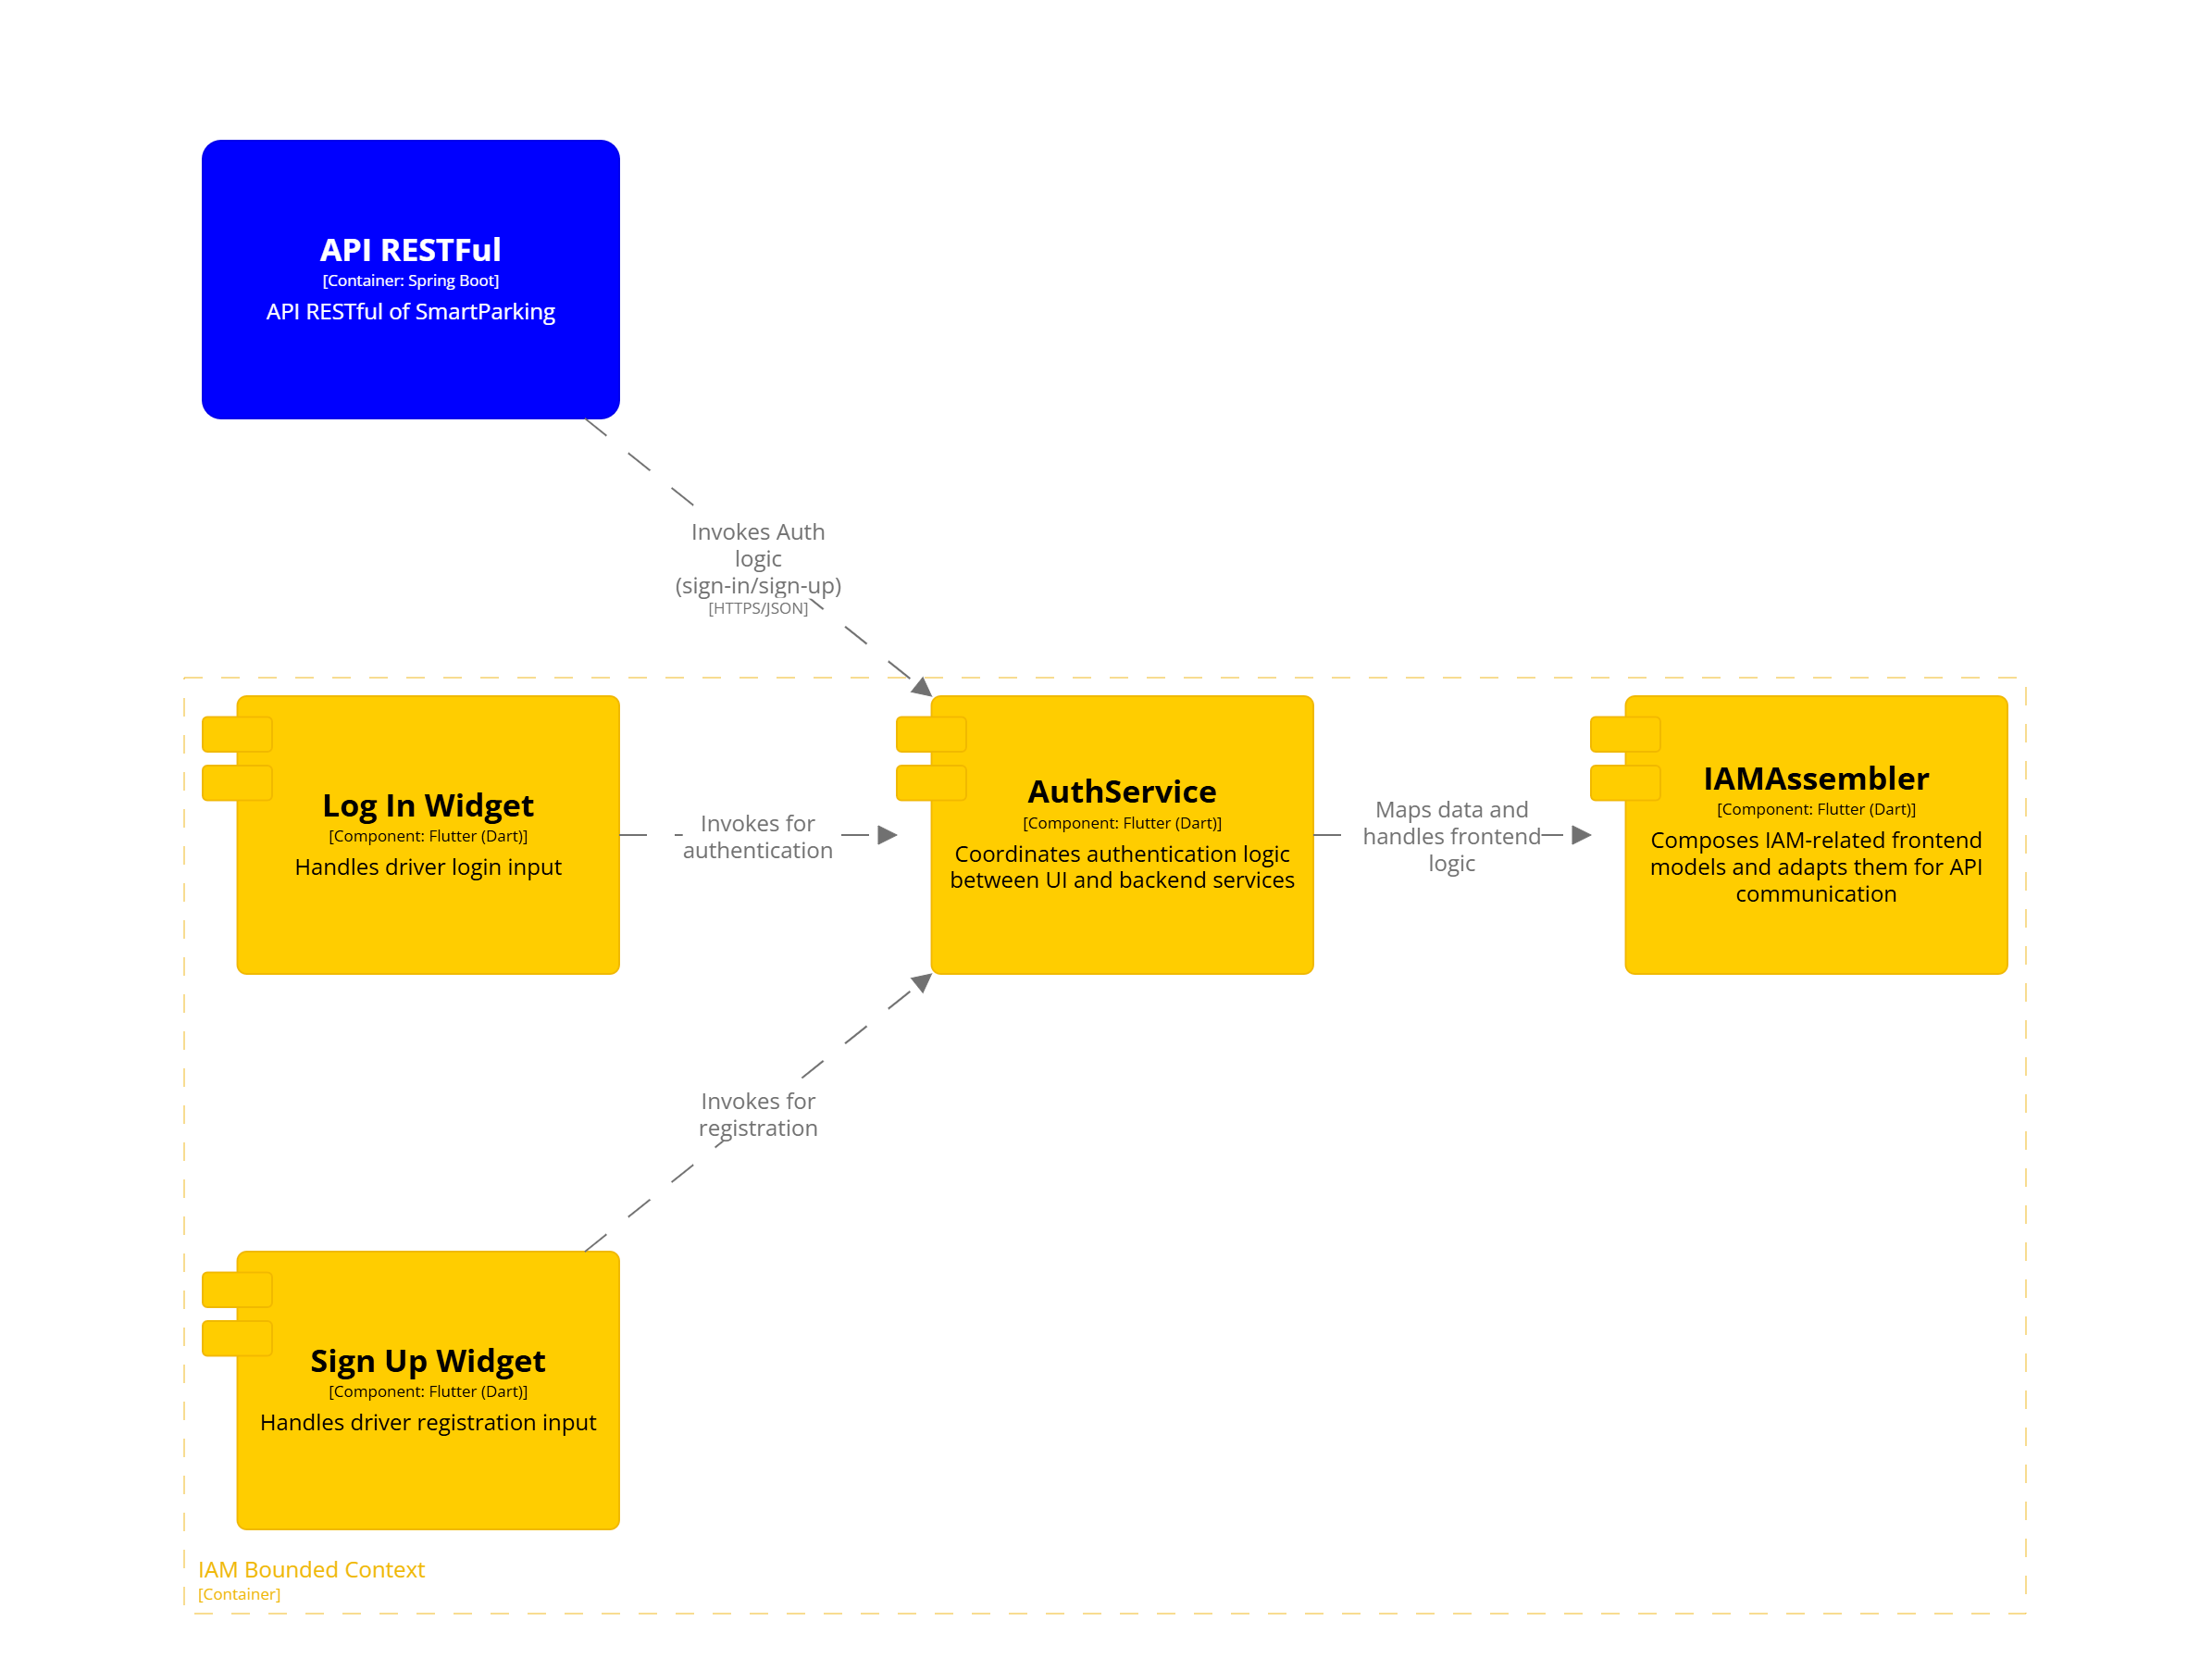 API RESTFul
[Container: Spring Boot]
API RESTful of SmartParking
Invokes Auth
logic
(sign-in/sign-up)
[HTTPS/JSON]
Log In Widget
[Component: Flutter (Dart)]
Handles driver login input
Invokes for
authentication
AuthService
[Component: Flutter (Dart)]
Coordinates authentication logic
between UI and backend services
Maps data and
handles frontend
logic
IAMAssembler
[Component: Flutter (Dart)]
Composes IAM-related frontend
models and adapts them for API
communication
Invokes for
registration
Sign Up Widget
[Component: Flutter (Dart)]
Handles driver registration input
IAM Bounded Context
[Container]